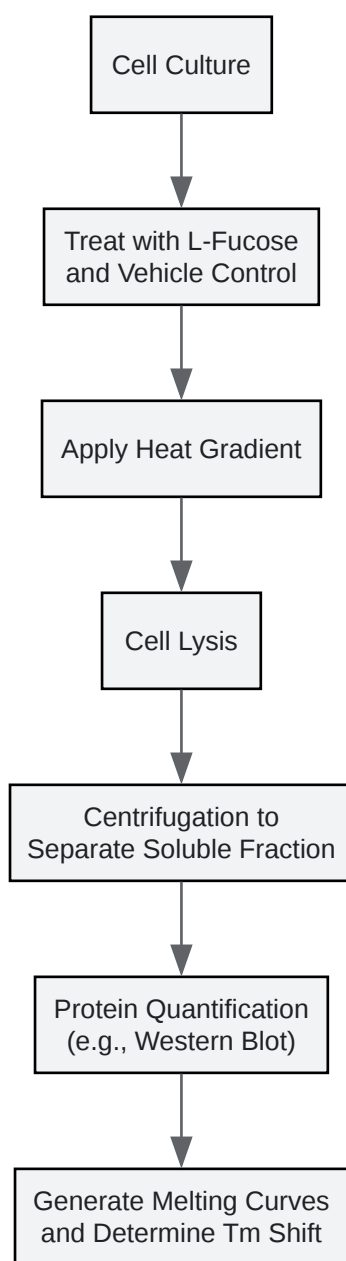 Cell Culture
Treat with L-Fucose
and Vehicle Control
Apply Heat Gradient
Cell Lysis
Centrifugation to
Separate Soluble Fraction
Protein Quantification
(e.g., Western Blot)
Generate Melting Curves
and Determine Tm Shift